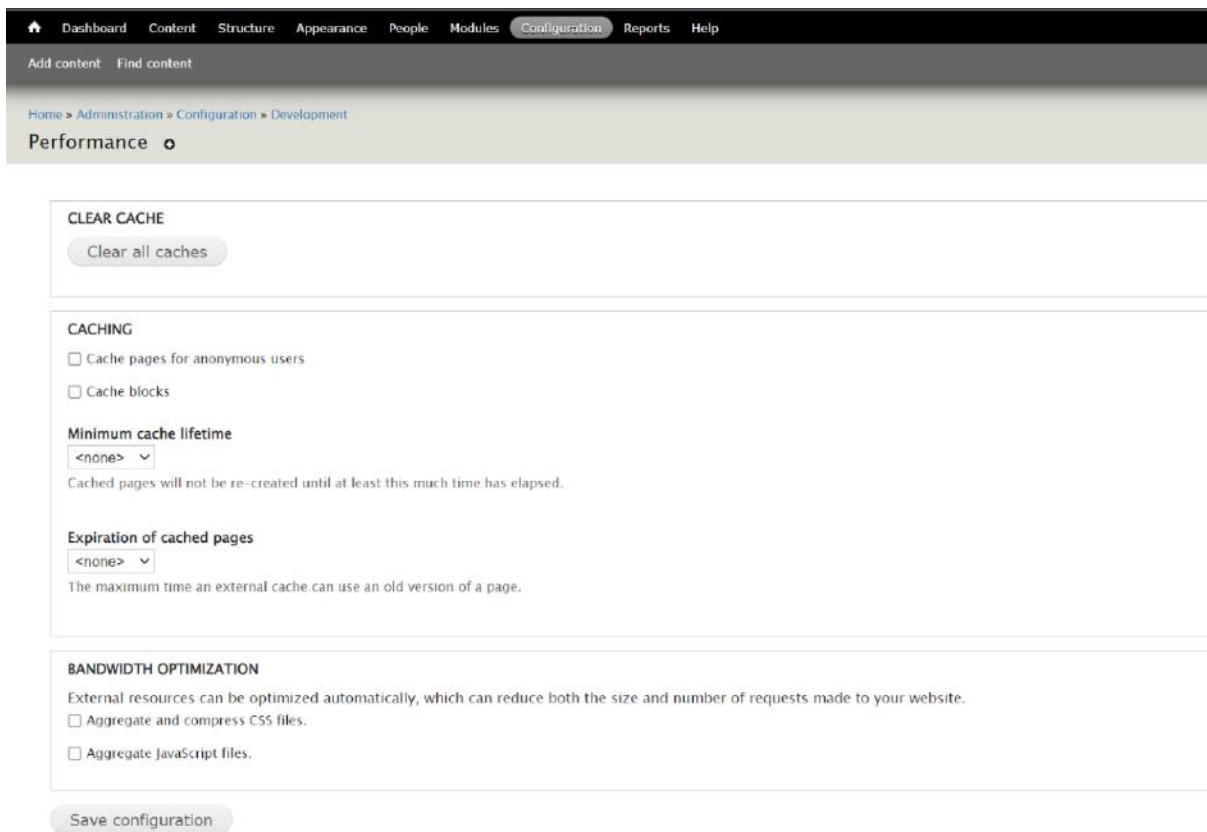 Dashboard Content Structure Appearance People Modules Configuration Reports Help
Add content Find content
Home » Administration » Configuration » Development
Performance
CLEAR CACHE
Clear all caches
CACHING
Cache pages for anonymous users
Cache blocks
Minimum cache lifetime
<none>
Cached pages will not be re-created until at least this much time has elapsed.
Expiration of cached pages
<none>
The maximum time an external cache can use an old version of a page.
BANDWIDTH OPTIMIZATION
External resources can be optimized automatically, which can reduce both the size and number of requests made to your website.
Aggregate and compress CSS files.
Aggregate JavaScript files.
Save configuration